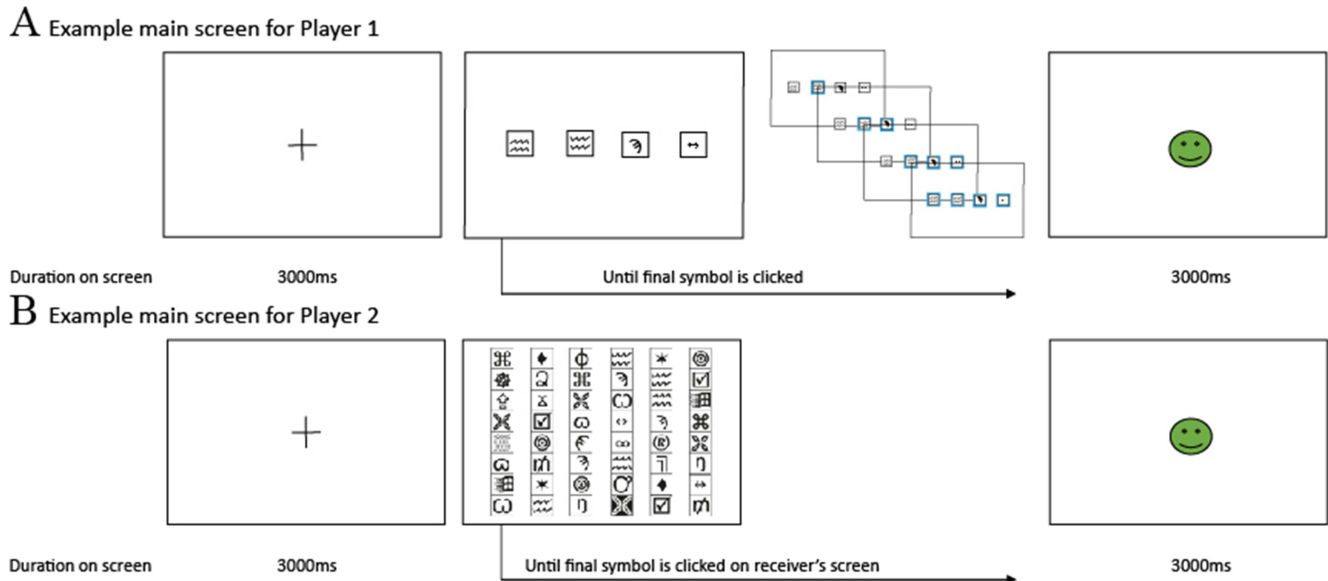 A Example main screen for Player 1
Duration on screen 3000ms Until final symbol is clicked 3000ms
B Example main screen for Player 2
Duration on screen 3000ms Until final symbol is clicked on receiver's screen 3000ms